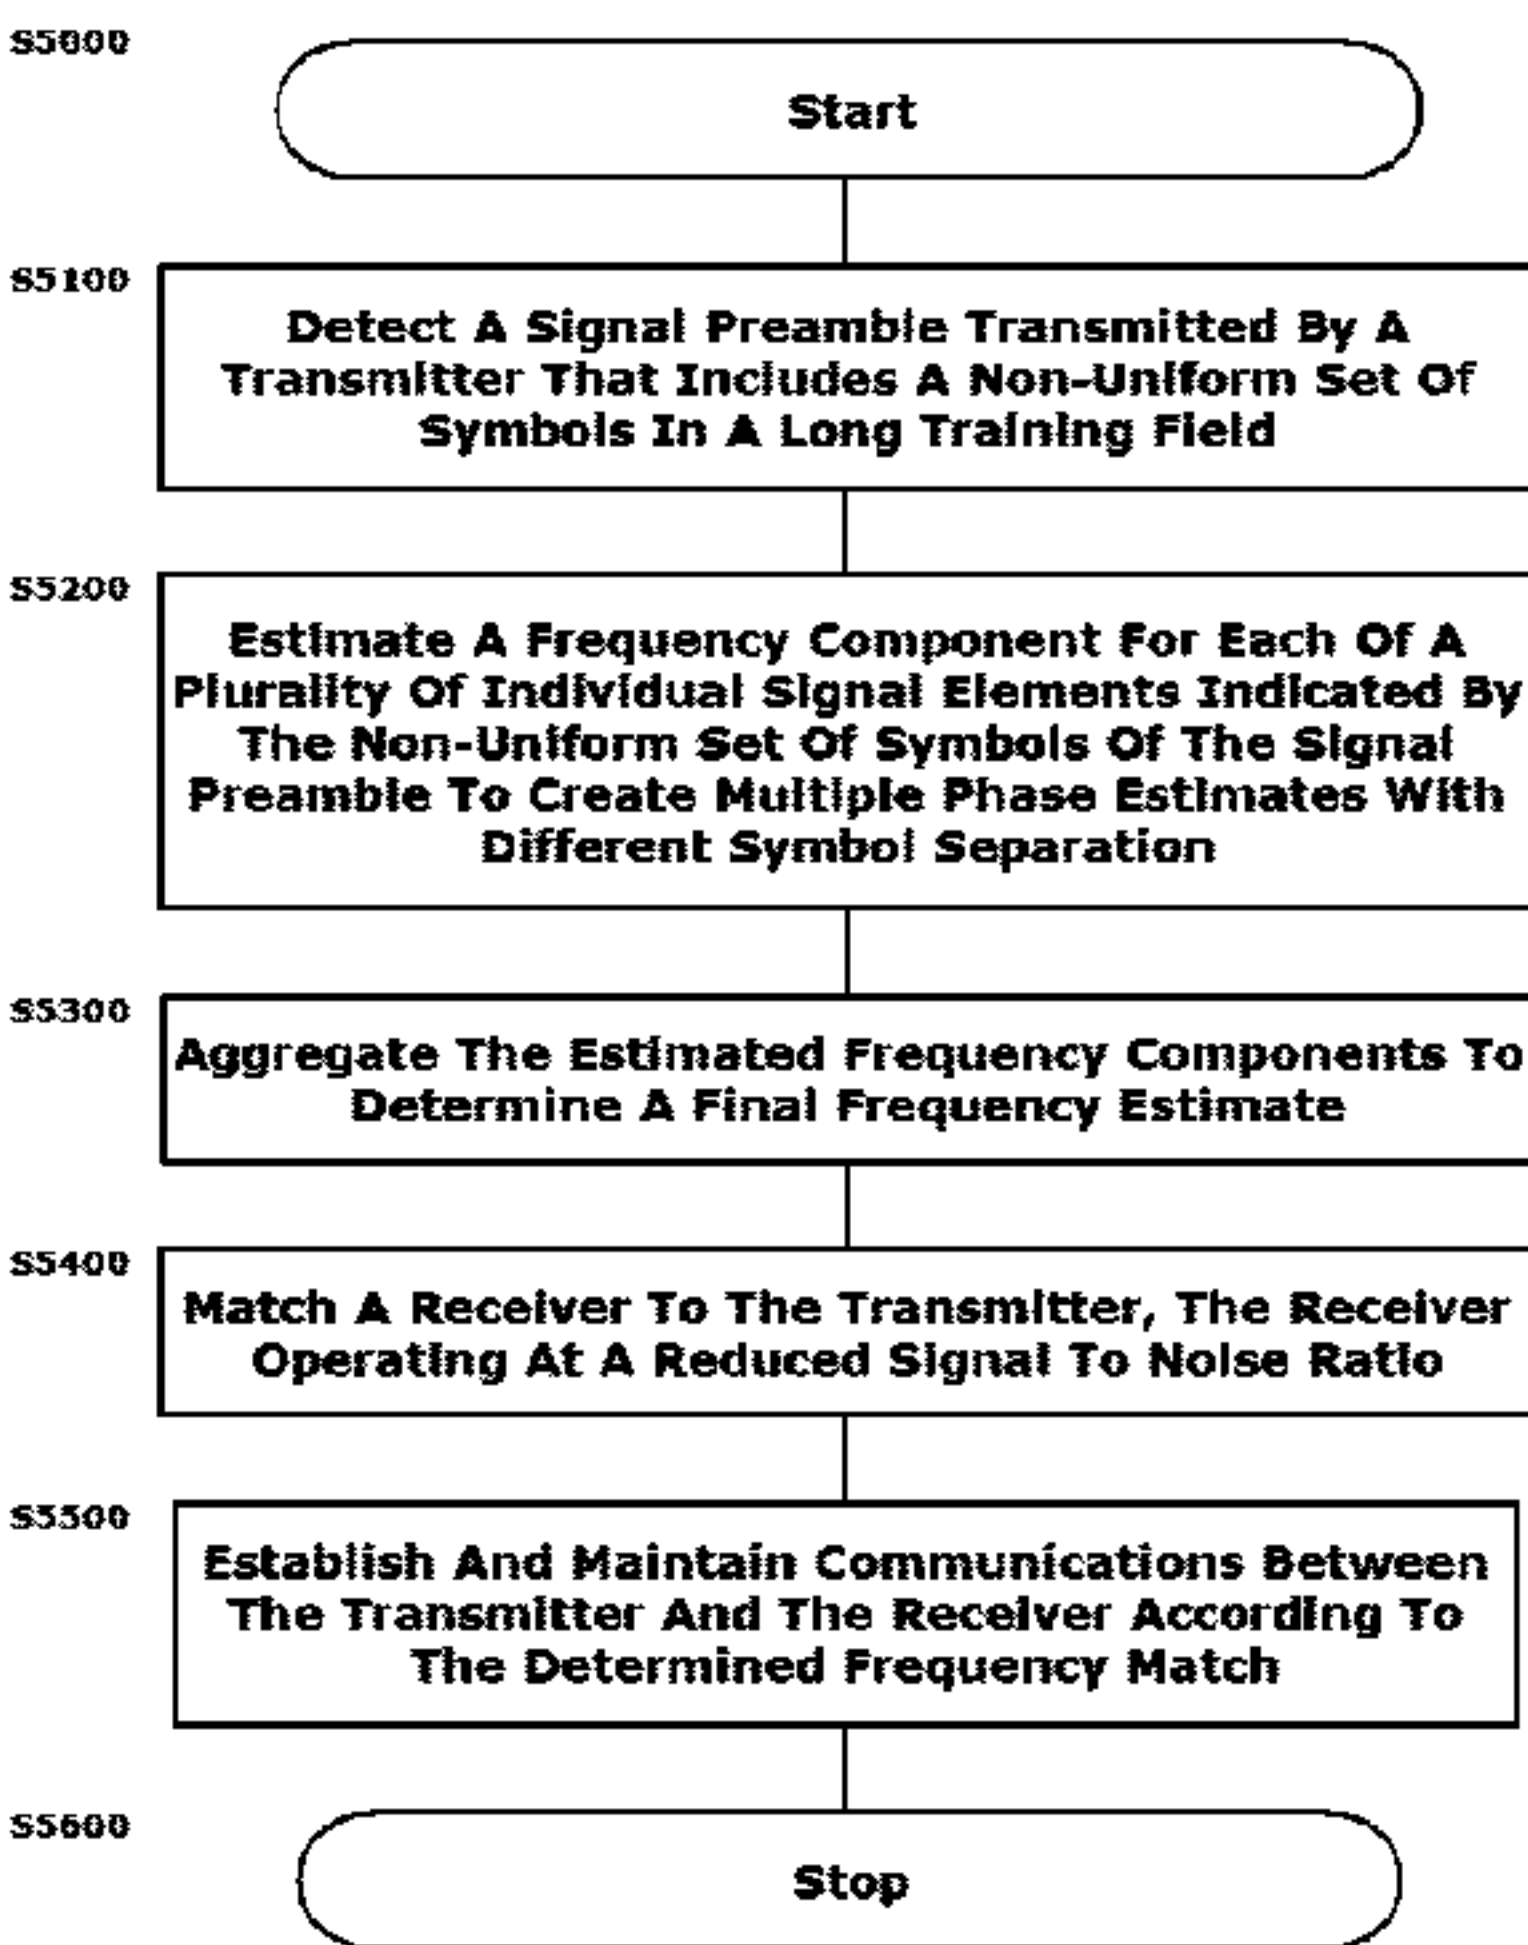 S5000
Start
S5100
Detect A Signal Preamble Transmitted By A
Transmitter That Includes A Non-Uniform Set Of
Symbols In A Long Training Field
S5200
Estimate A Frequency Component For Each Of A
Plurality Of Individual Signal Elements Indicated By
The Non-Uniform Set Of Symbols Of The Signal
Preamble To Create Multiple Phase Estimates With
Different Symbol Separation
S5300
Aggregate The Estimated Frequency Components To
Determine A Final Frequency Estimate
S5400
Match A Receiver To The Transmitter, The Receiver
Operating At A Reduced Signal To Noise Ratio
S5500
Establish And Maintain Communications Between
The Transmitter And The Receiver According To
The Determined Frequency Match
S5600
Stop